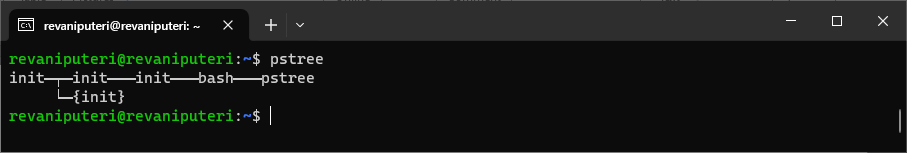 revaniputeri@revaniputeri: ~
revaniputeri@revaniputeri:~$ pstree
init─┬─init───init───bash───pstree
     └─{init}
revaniputeri@revaniputeri:~$